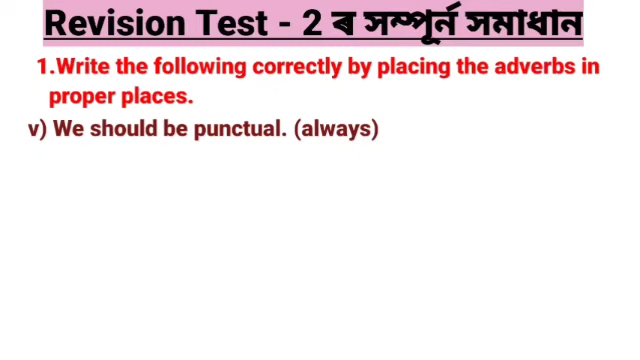 Revision Test - 2 ৰ সম্পূৰ্ন সমাধান
1.Write the following correctly by placing the adverbs in
proper places.
v) We should be punctual. (always)